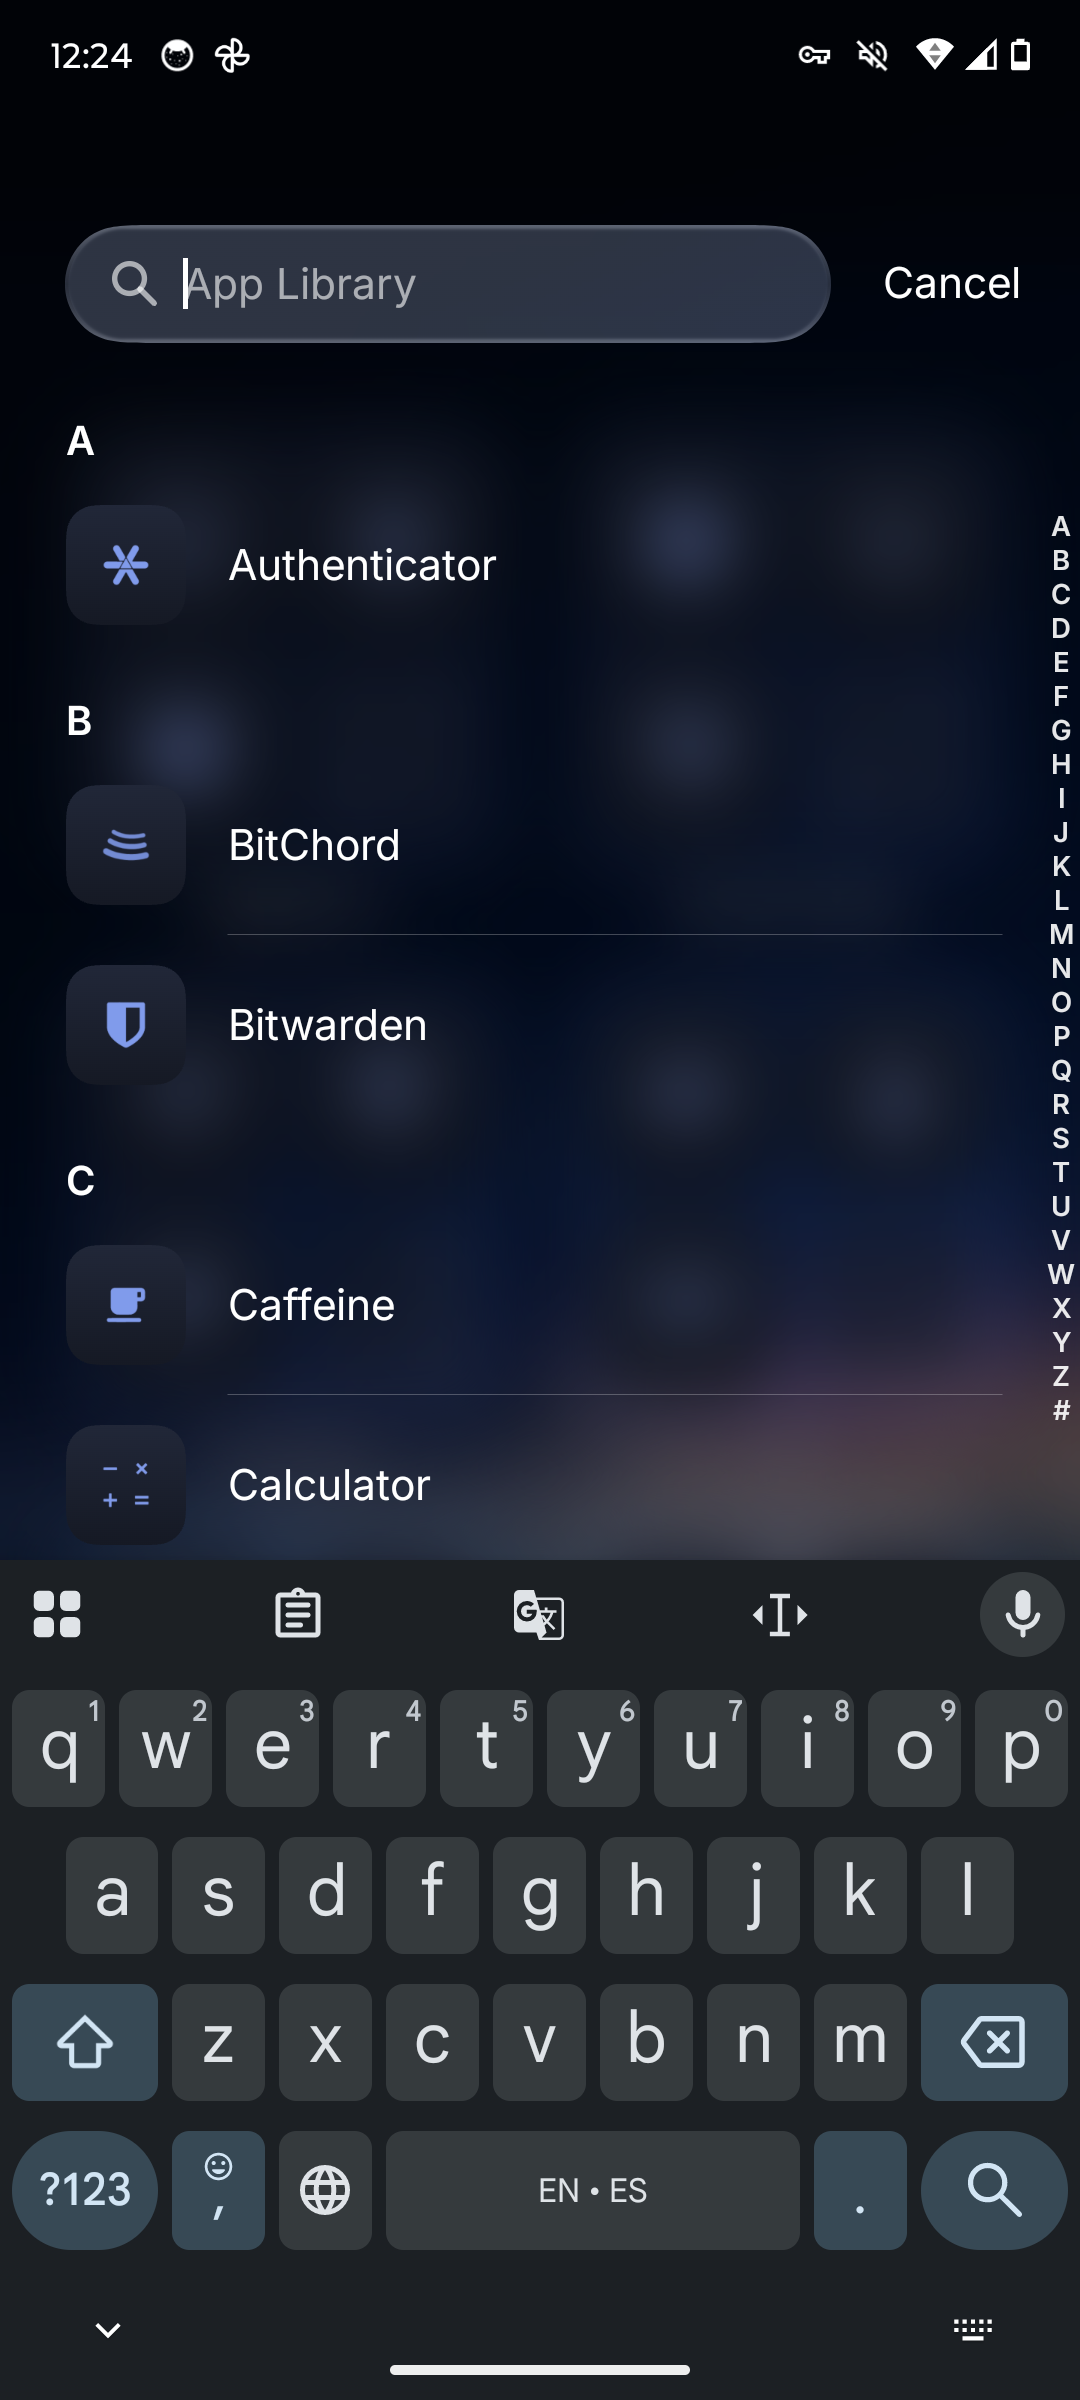 12:24
App Library
Cancel
A
Authenticator
B
BitChord
Bitwarden
C
Caffeine
Calculator
A
B
C
D
E
F
G
H
I
J
K
L
M
N
O
P
Q
R
S
T
U
V
W
X
Y
Z
#
G 文
q1 w2 e3 r4 t5 y6 u7 i8 o9 p0
a s d f g h j k l
z x c v b n m
?123 , EN • ES .